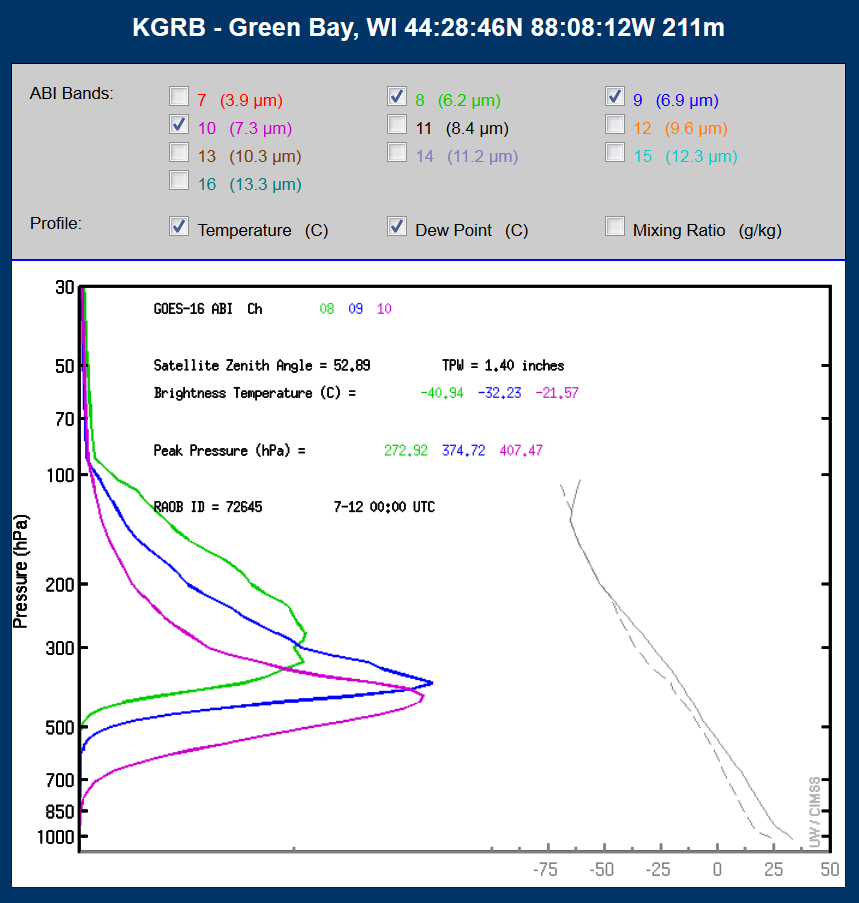 KGRB - Green Bay, WI 44:28:46N 88:08:12W 211m
ABI Bands: 7 (3.9 µm) 8 (6.2 µm) 9 (6.9 µm)
10 (7.3 µm) 11 (8.4 µm) 12 (9.6 µm)
13 (10.3 µm) 14 (11.2 µm) 15 (12.3 µm)
16 (13.3 µm)
Profile: Temperature (C) Dew Point (C) Mixing Ratio (g/kg)
30
GOES-16 ABI Ch 08 09 10
50
Satellite Zenith Angle = 52.89 TPW = 1.40 inches
Brightness Temperature (C) = -40.94 -32.23 -21.57
70
Peak Pressure (hPa) = 272.92 374.72 407.47
100
RAOB ID = 72645 7-12 00:00 UTC
Pressure (hPa)
200
300
500
700
850
1000
UW / CIMSS
-75 -50 -25 0 25 50